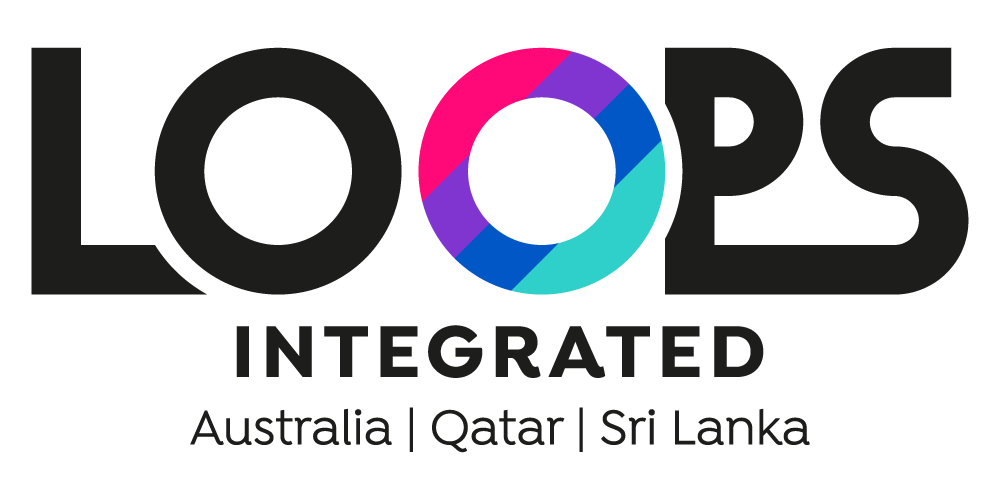 LOOPS
INTEGRATED
Australia | Qatar | Sri Lanka